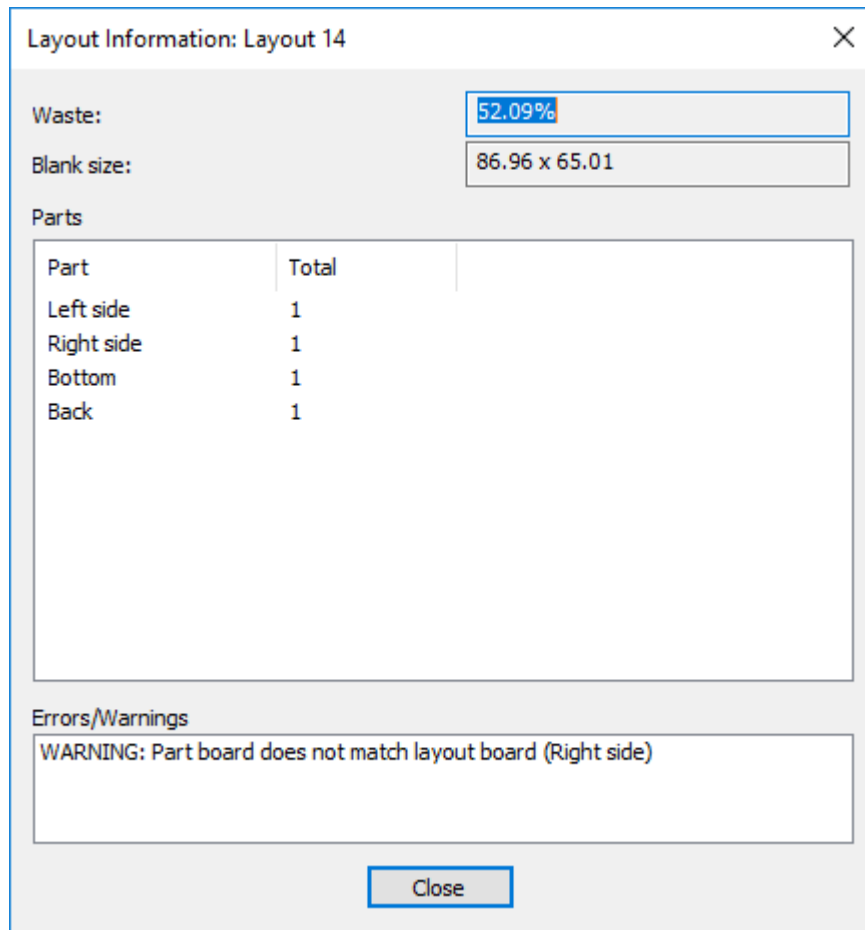 Layout Information: Layout 14
Waste: 52.09%
Blank size: 86.96 x 65.01
Parts
Part Total
Left side 1
Right side 1
Bottom 1
Back 1
Errors/Warnings
WARNING: Part board does not match layout board (Right side)
Close